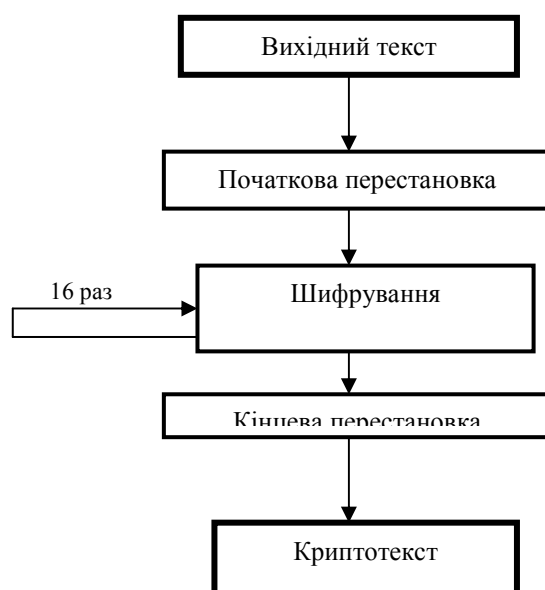 Вихідний текст
Початкова перестановка
16 раз
Шифрування
Кінцева перестановка
Криптотекст